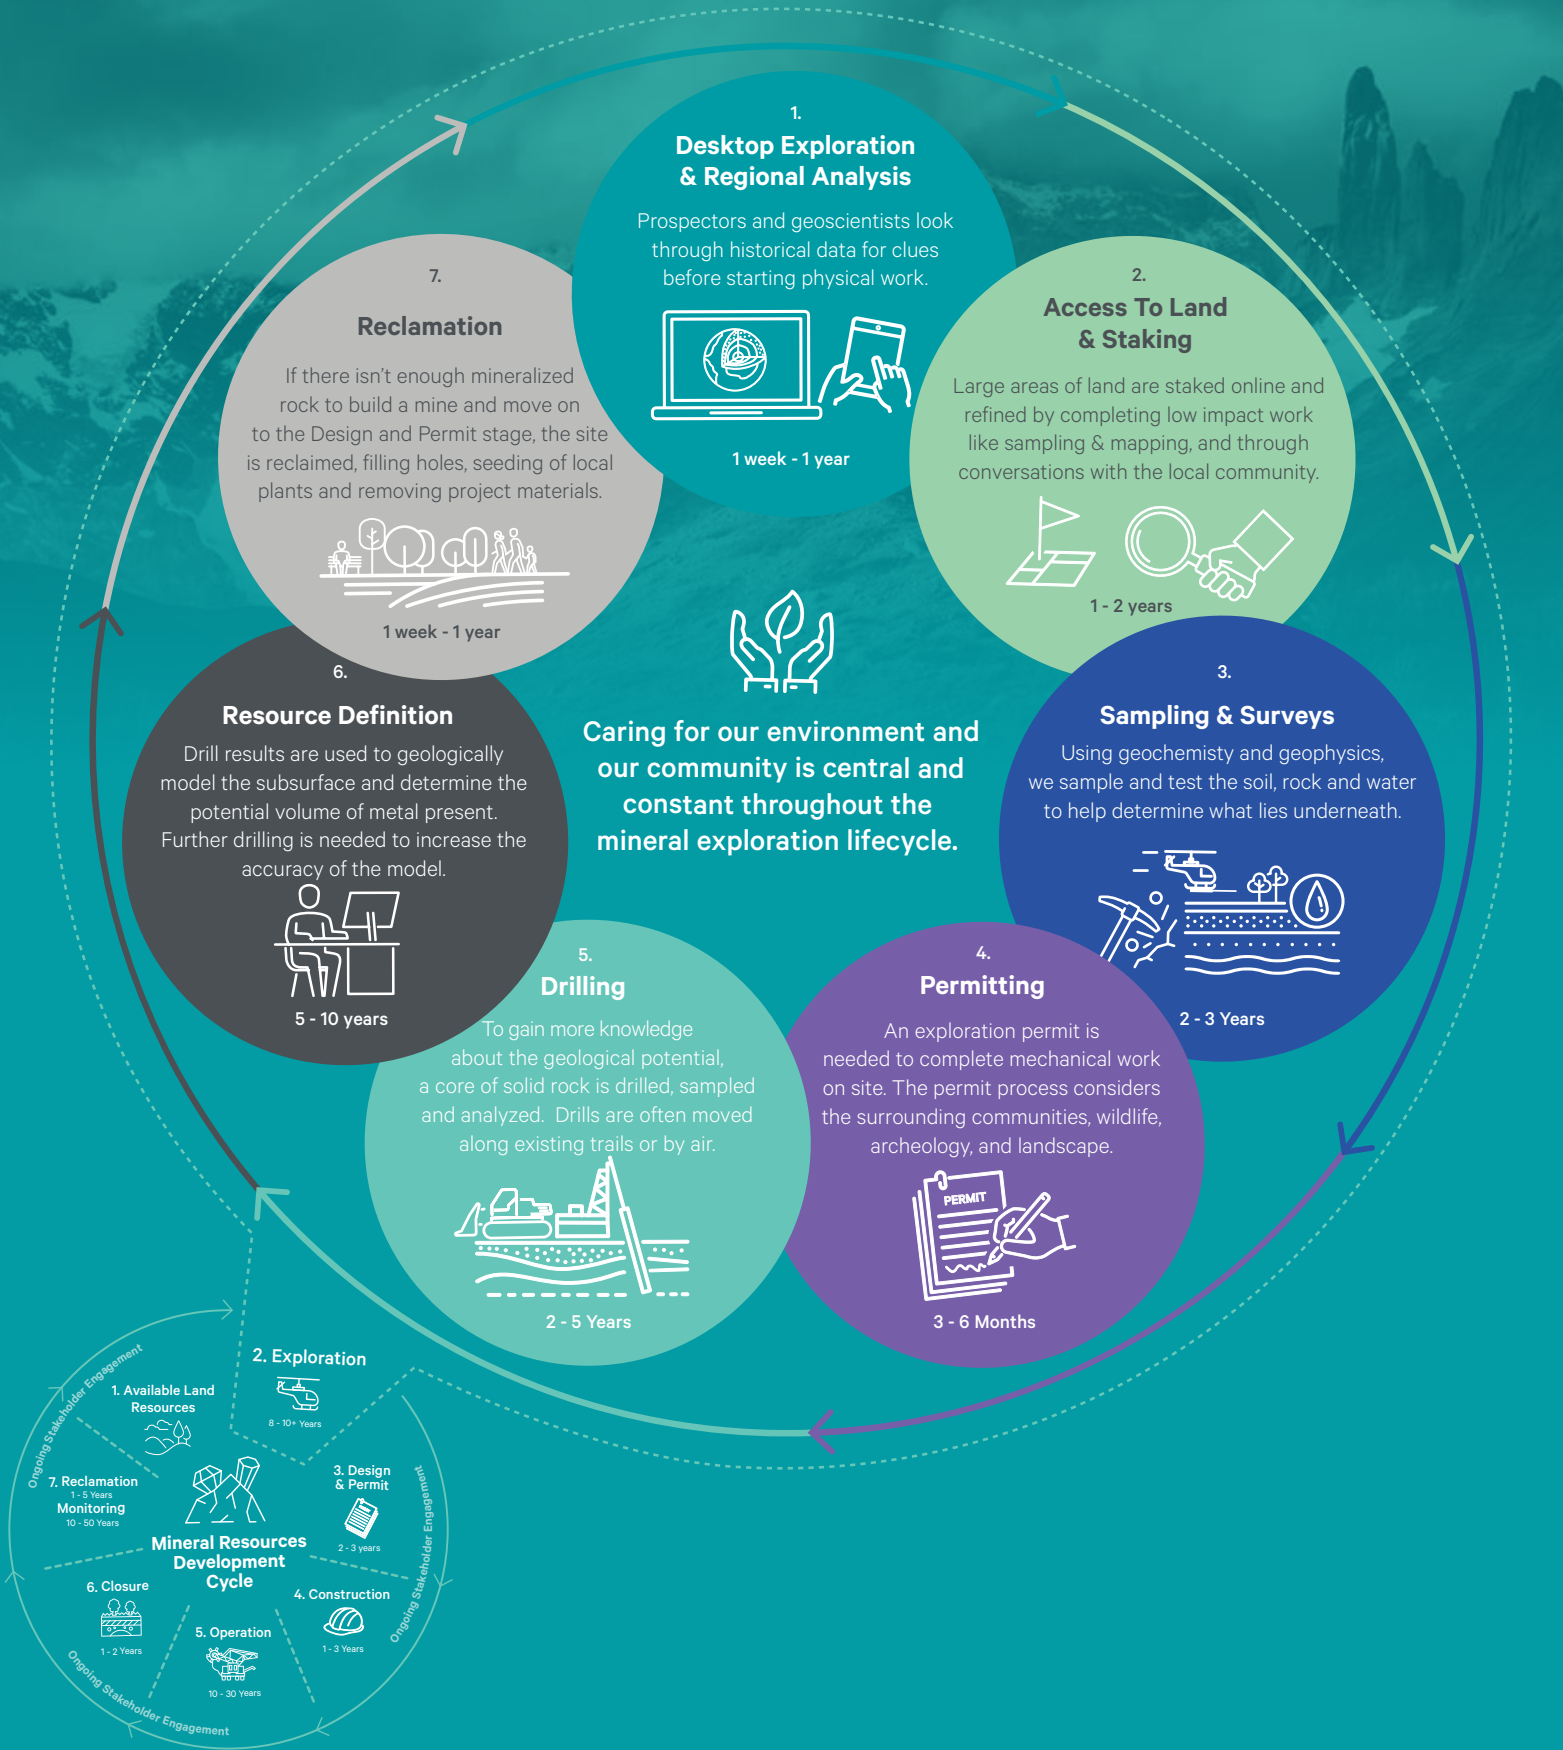 1.
Desktop Exploration
& Regional Analysis
Prospectors and geoscientists look
through historical data for clues
before starting physical work.
1 week - 1 year
2.
Access To Land
& Staking
Large areas of land are staked online and
refined by completing low impact work
like sampling & mapping, and through
conversations with the local community.
1 - 2 years
3.
Sampling & Surveys
Using geochemisty and geophysics,
we sample and test the soil, rock and water
to help determine what lies underneath.
2 - 3 Years
4.
Permitting
An exploration permit is
needed to complete mechanical work
on site. The permit process considers
the surrounding communities, wildlife,
archeology, and landscape.
PERMIT
3 - 6 Months
5.
Drilling
To gain more knowledge
about the geological potential,
a core of solid rock is drilled, sampled
and analyzed. Drills are often moved
along existing trails or by air.
2 - 5 Years
6.
Resource Definition
Drill results are used to geologically
model the subsurface and determine the
potential volume of metal present.
Further drilling is needed to increase the
accuracy of the model.
5 - 10 years
7.
Reclamation
If there isn't enough mineralized
rock to build a mine and move on
to the Design and Permit stage, the site
is reclaimed, filling holes, seeding of local
plants and removing project materials.
1 week - 1 year
Caring for our environment and
our community is central and
constant throughout the
mineral exploration lifecycle.
Mineral Resources
Development
Cycle
1. Available Land
Resources
2. Exploration
8 - 10+ Years
3. Design
& Permit
2 - 3 years
4. Construction
1 - 3 Years
5. Operation
10 - 30 Years
6. Closure
1 - 2 Years
7. Reclamation
1 - 5 Years
Monitoring
10 - 50 Years
Ongoing Stakeholder Engagement
Ongoing Stakeholder Engagement
Ongoing Stakeholder Engagement